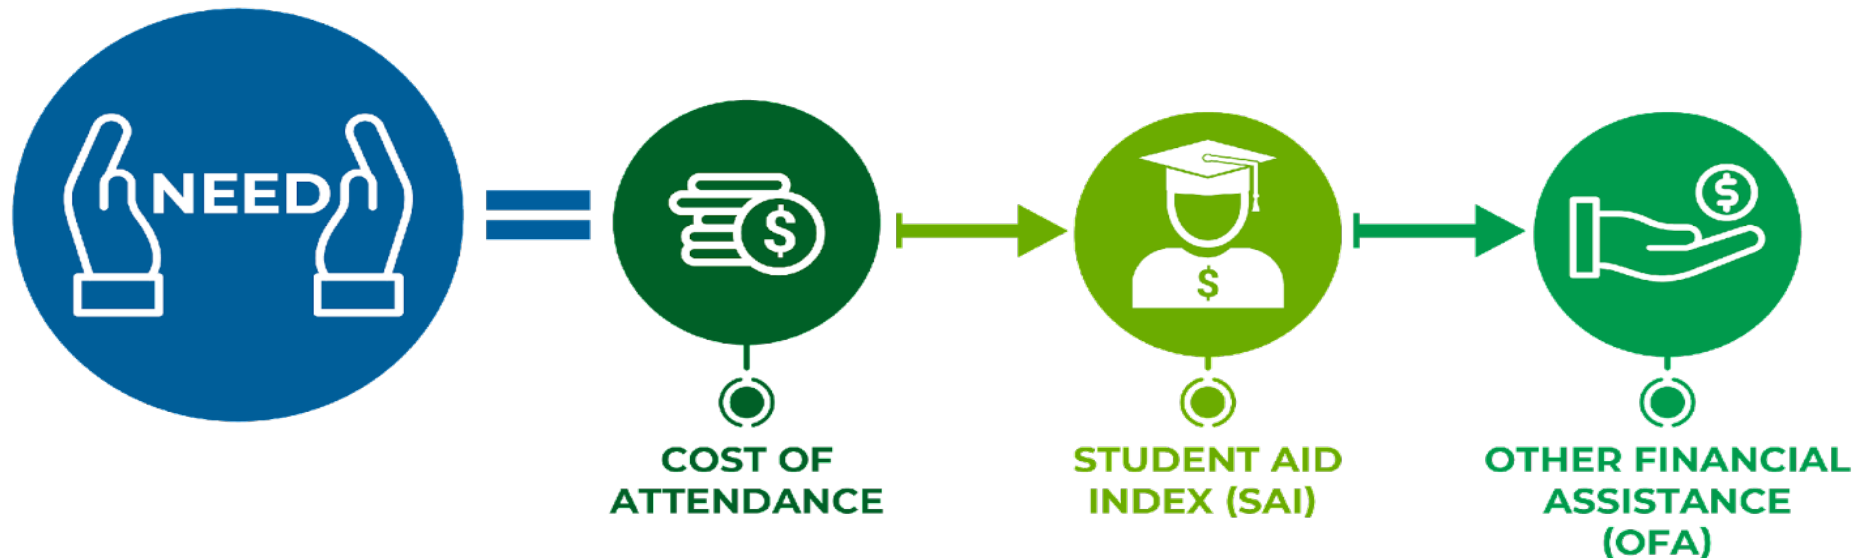 NEED
$
$
$
COST OF
ATTENDANCE
STUDENT AID
INDEX (SAI)
OTHER FINANCIAL
ASSISTANCE
(OFA)